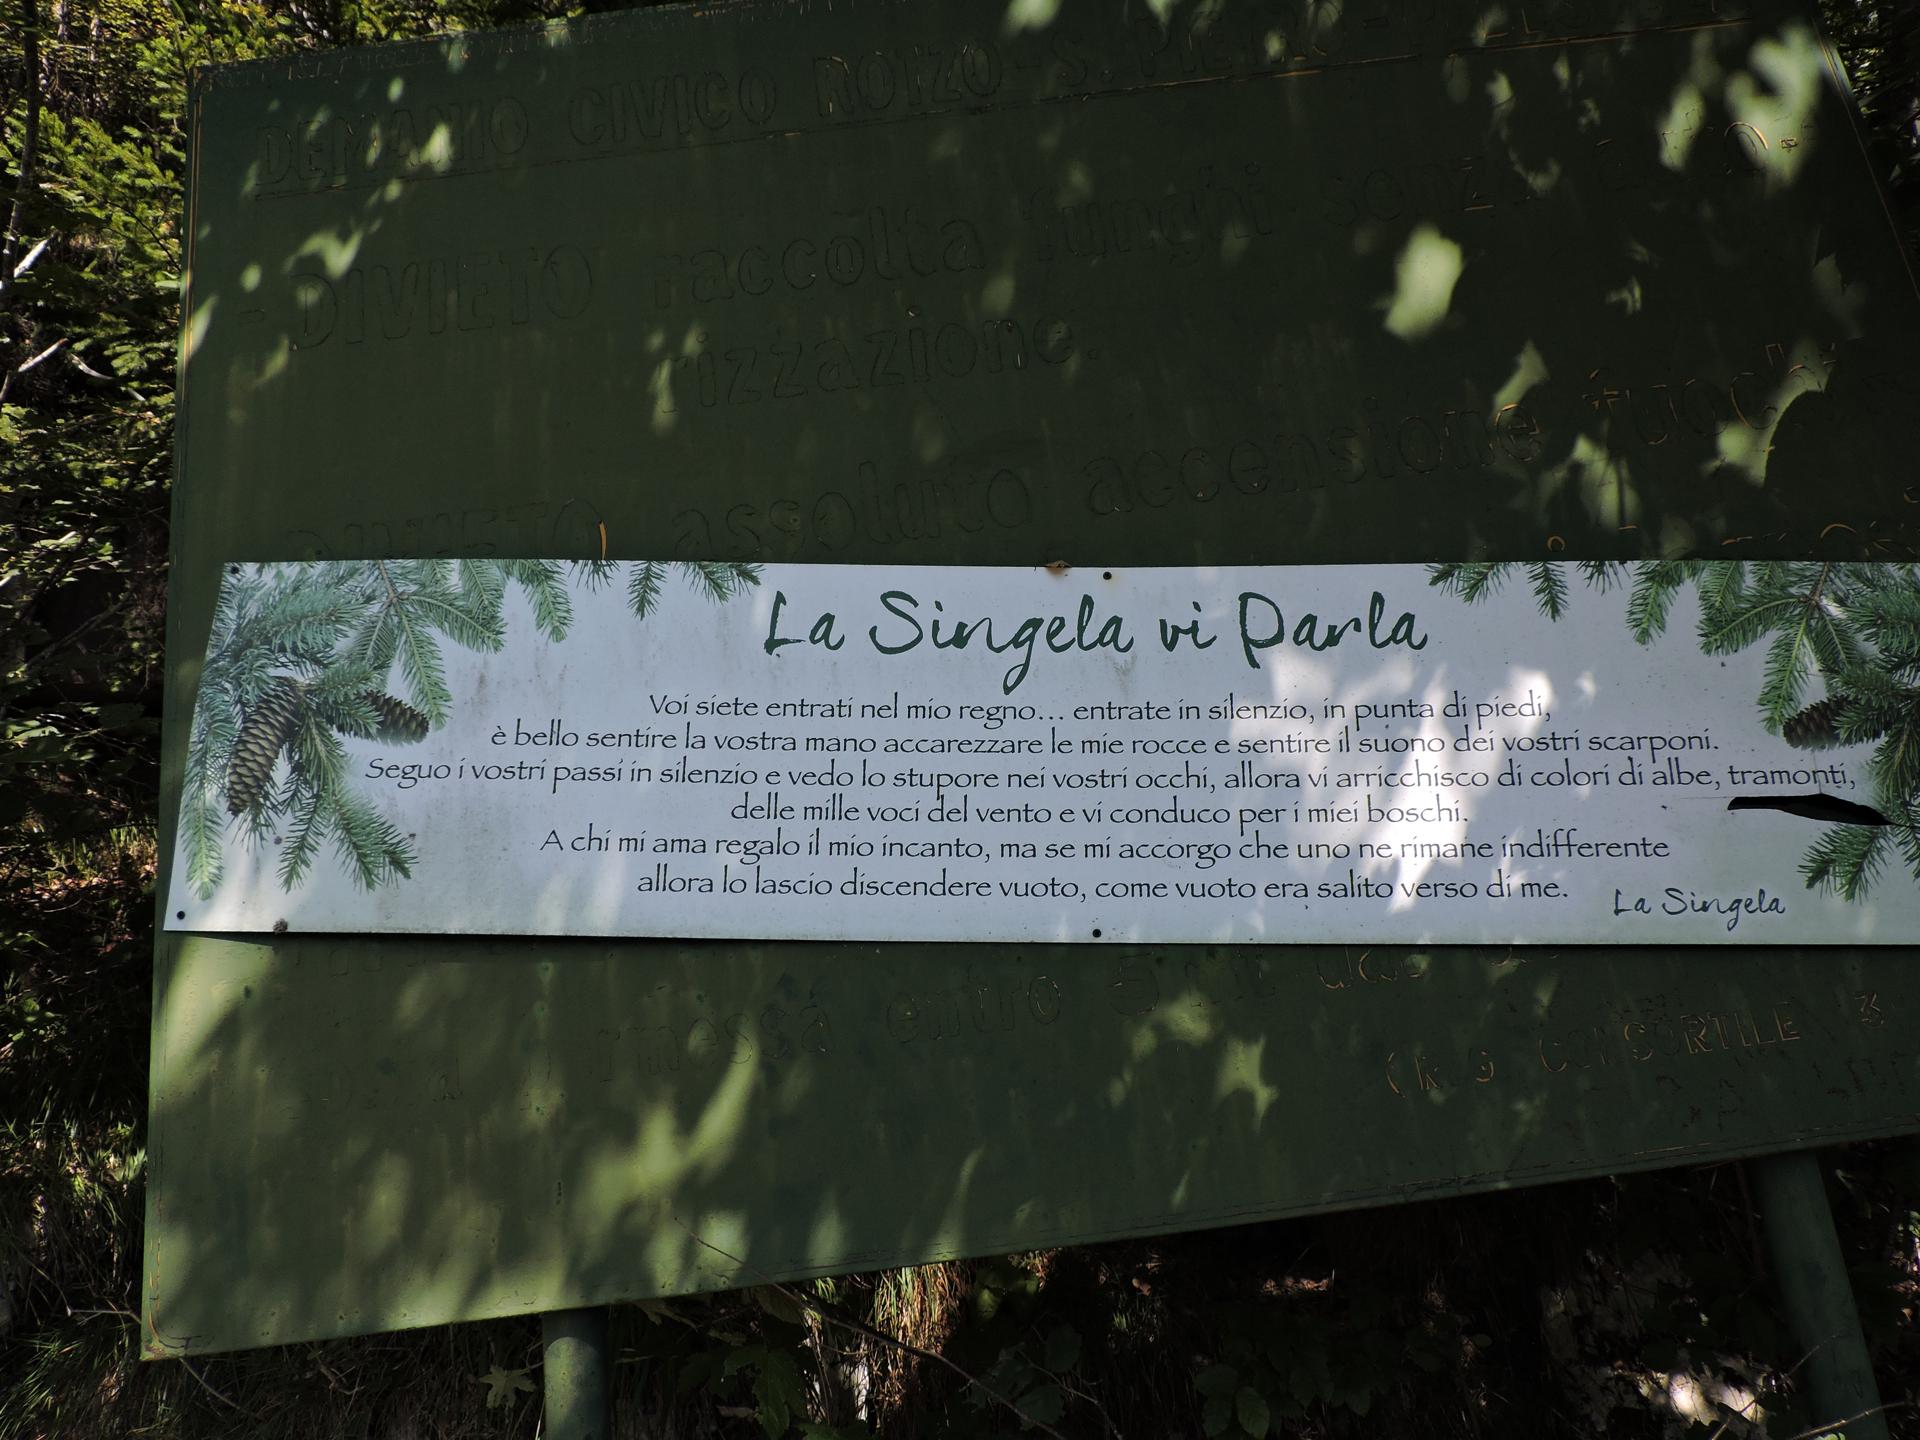 DEMANIO CIVICO ROTZO - S. PIETRO -
- DIVIETO raccolta funghi senza auto-
rizzazione.
DIVIETO assoluto accensione fuochi
La Singela vi Parla
Voi siete entrati nel mio regno... entrate in silenzio, in punta di piedi,
è bello sentire la vostra mano accarezzare le mie rocce e sentire il suono dei vostri scarponi.
Seguo i vostri passi in silenzio e vedo lo stupore nei vostri occhi, allora vi arricchisco di colori di albe, tramonti,
delle mille voci del vento e vi conduco per i miei boschi.
A chi mi ama regalo il mio incanto, ma se mi accorgo che uno ne rimane indifferente
allora lo lascio discendere vuoto, come vuoto era salito verso di me.
La Singela
entro 5
CONSORTILE